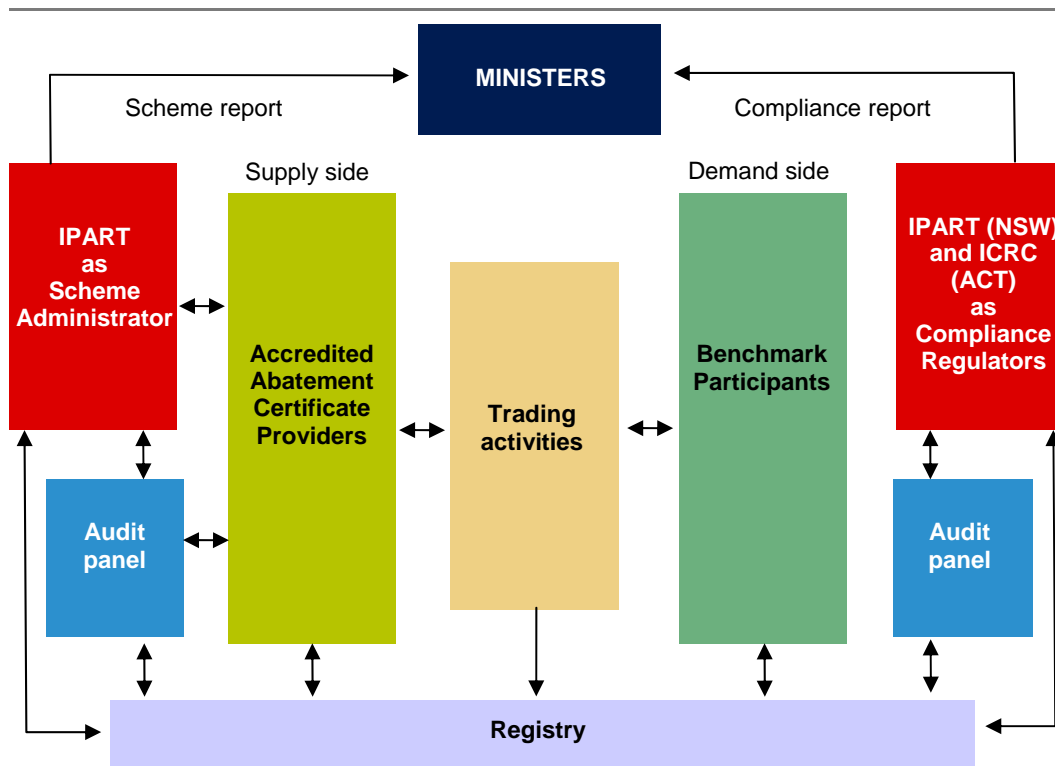 MINISTERS
Scheme report
Compliance report
Supply side
Demand side
IPART
as
Scheme
Administrator
IPART (NSW)
and ICRC
(ACT)
as
Compliance
Regulators
Accredited
Abatement
Certificate
Providers
Benchmark
Participants
Trading
activities
Audit
panel
Audit
panel
Registry